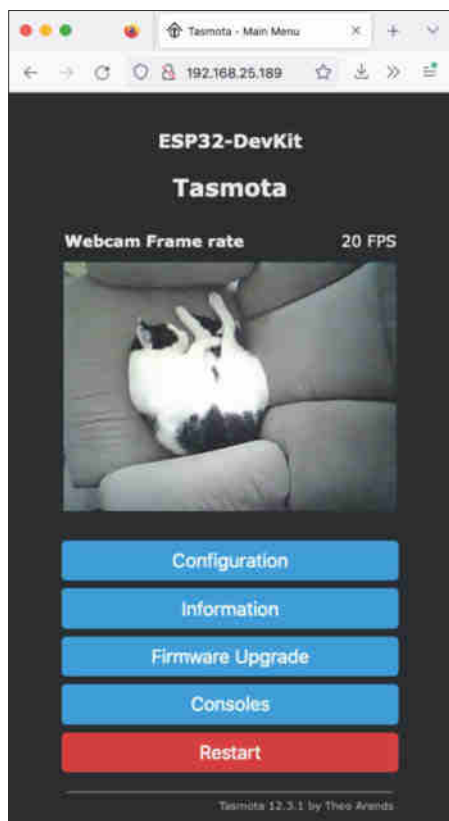 Tasmota - Main Menu
192.168.25.189
ESP32-DevKit
Tasmota
Webcam Frame rate 20 FPS
Configuration
Information
Firmware Upgrade
Consoles
Restart
Tasmota 12.3.1 by Theo Arends